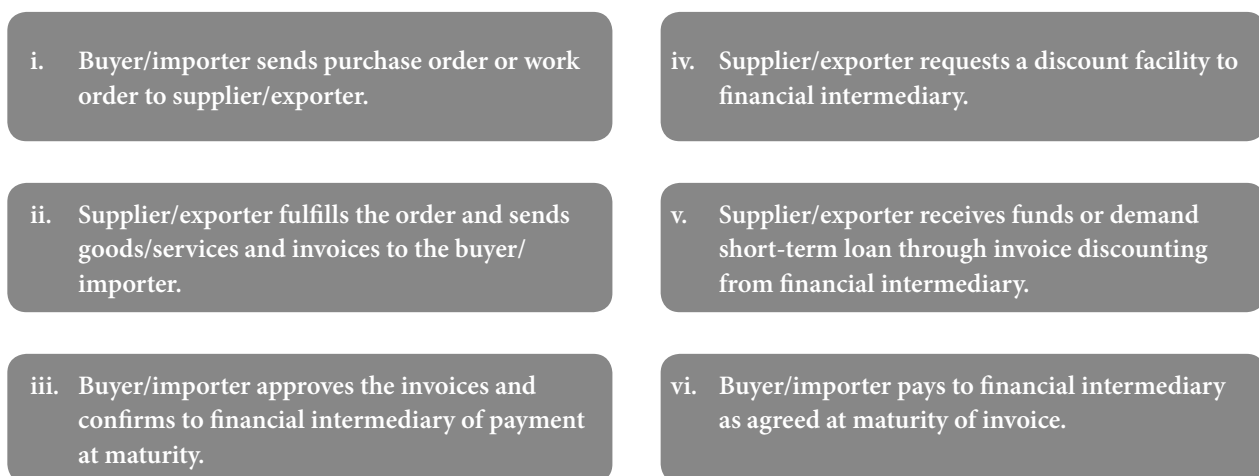 i. Buyer/importer sends purchase order or work
order to supplier/exporter.
ii. Supplier/exporter fulfills the order and sends
goods/services and invoices to the buyer/
importer.
iii. Buyer/importer approves the invoices and
confirms to financial intermediary of payment
at maturity.
iv. Supplier/exporter requests a discount facility to
financial intermediary.
v. Supplier/exporter receives funds or demand
short-term loan through invoice discounting
from financial intermediary.
vi. Buyer/importer pays to financial intermediary
as agreed at maturity of invoice.